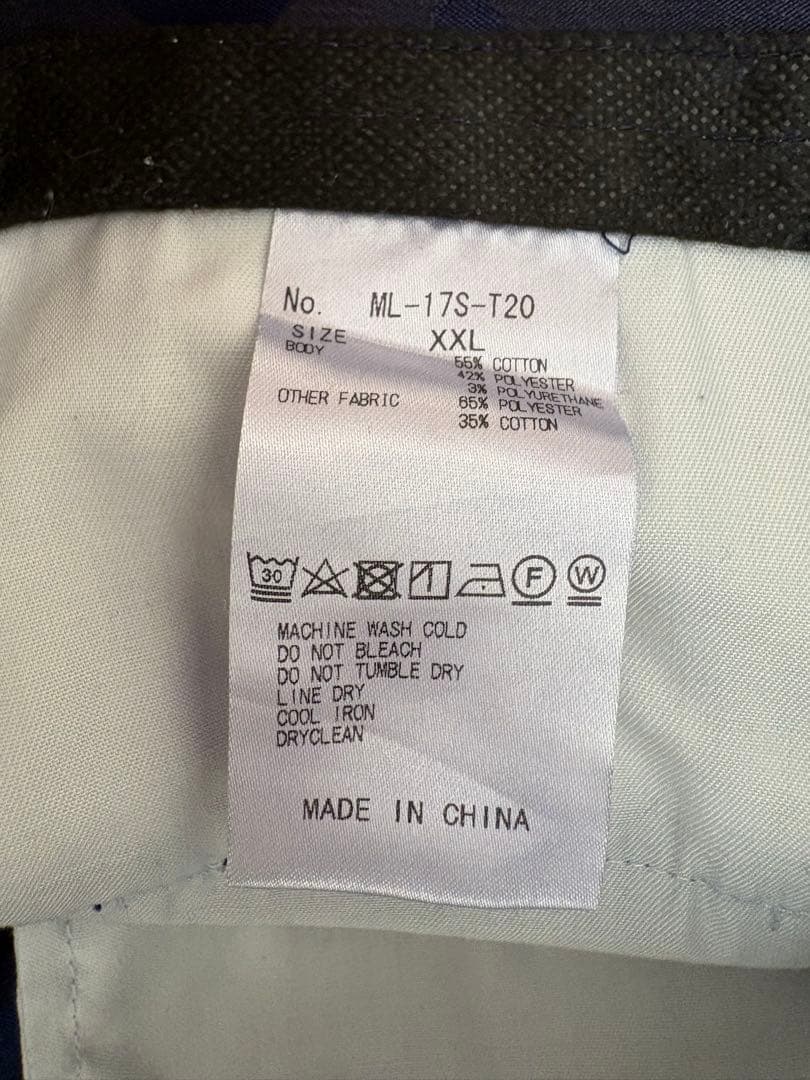 No. ML-17S-T20
SIZE XXL
BODY 55% COTTON
42% POLYESTER
3% POLYURETHANE
OTHER FABRIC 65% POLYESTER
35% COTTON
30 F W
MACHINE WASH COLD
DO NOT BLEACH
DO NOT TUMBLE DRY
LINE DRY
COOL IRON
DRYCLEAN
MADE IN CHINA